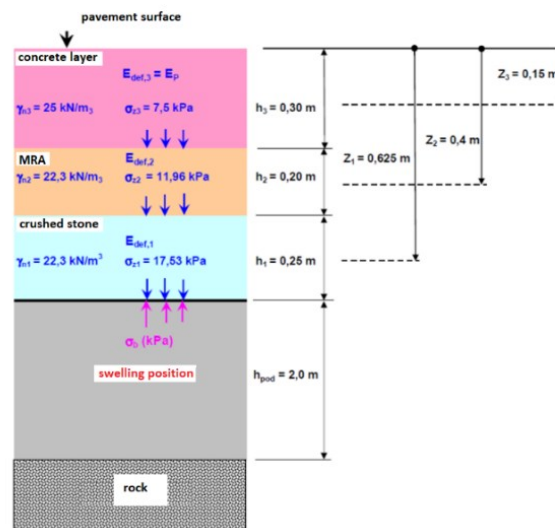 pavement surface
concrete layer
E_def,3 = E_P
γ_n3 = 25 kN/m_3 σ_z3 = 7,5 kPa
MRA
E_def,2
γ_n2 = 22,3 kN/m_3 σ_z2 = 11,96 kPa
crushed stone
E_def,1
γ_n1 = 22,3 kN/m^3 σ_z1 = 17,53 kPa
σ_b (kPa)
swelling position
rock
h_3 = 0,30 m
h_2 = 0,20 m
h_1 = 0,25 m
h_pod = 2,0 m
Z_1 = 0,625 m
Z_2 = 0,4 m
Z_3 = 0,15 m